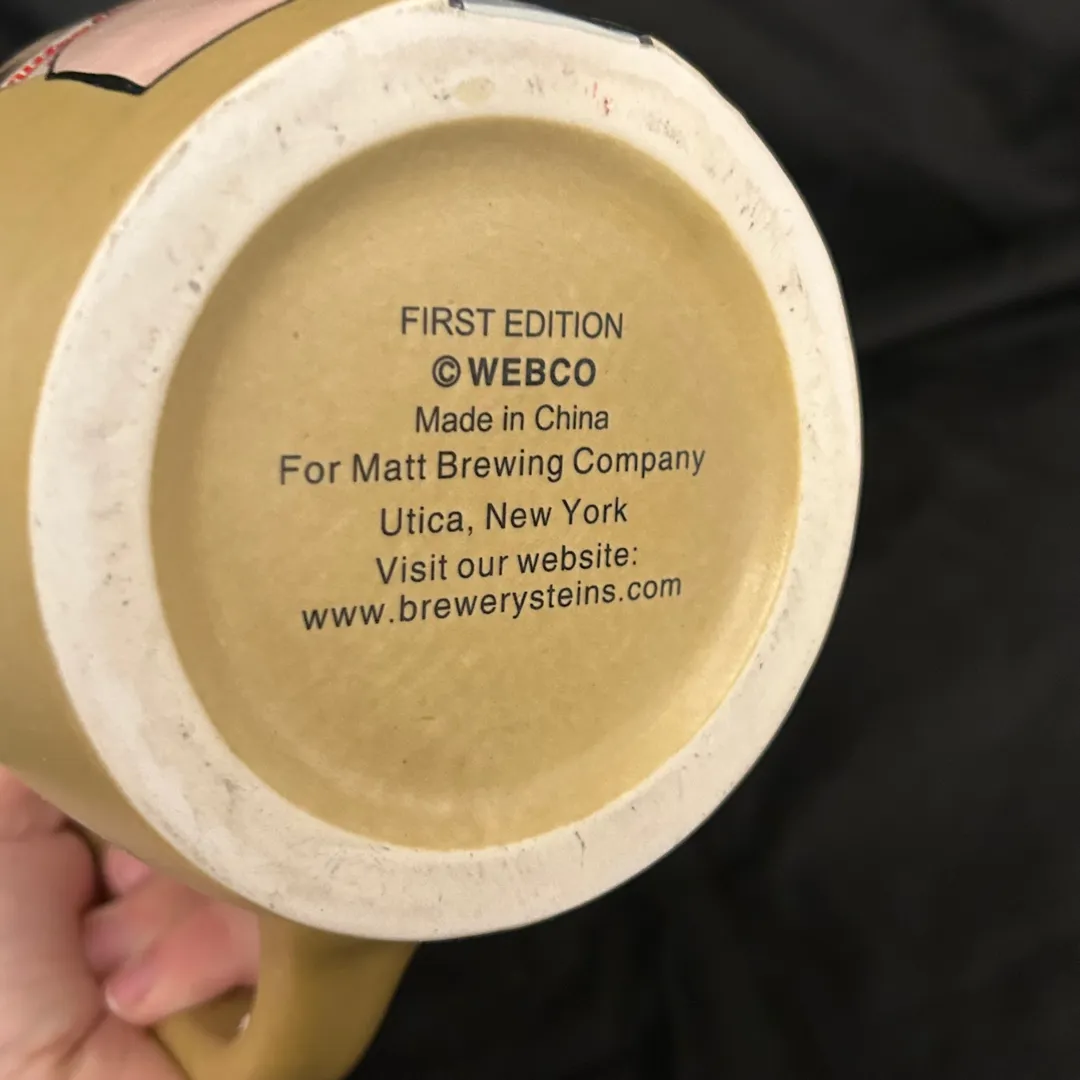 FIRST EDITION
© WEBCO
Made in China
For Matt Brewing Company
Utica, New York
Visit our website:
www.brewerysteins.com